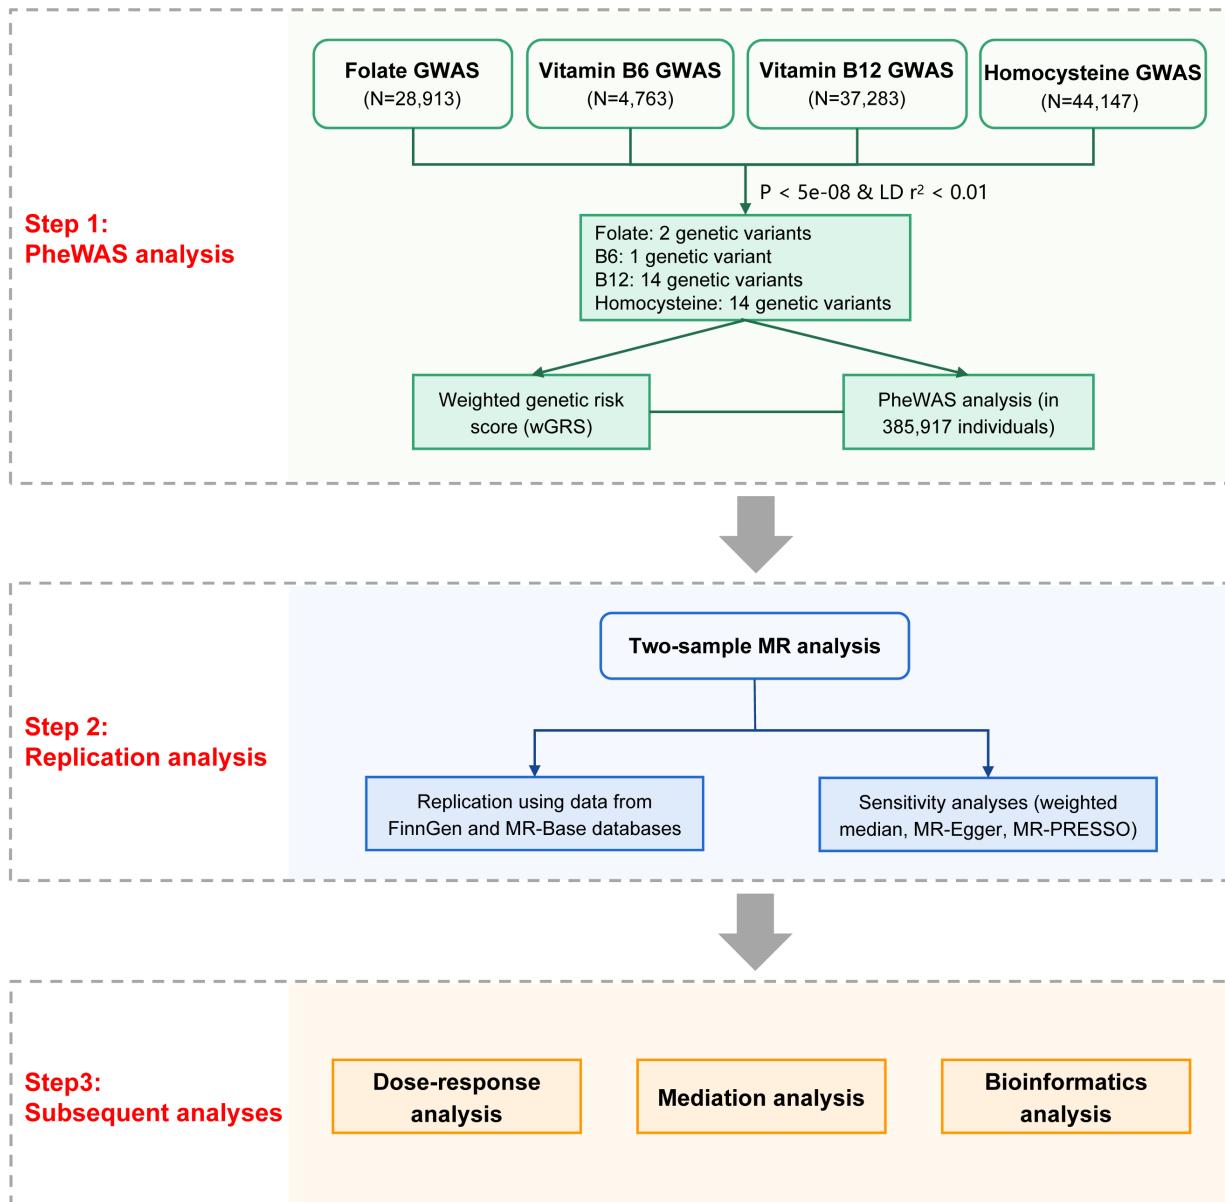 Folate GWAS
(N=28,913)
Vitamin B6 GWAS
(N=4,763)
Vitamin B12 GWAS
(N=37,283)
Homocysteine GWAS
(N=44,147)
P < 5e-08 & LD r² < 0.01
Step 1:
PheWAS analysis
Folate: 2 genetic variants
B6: 1 genetic variant
B12: 14 genetic variants
Homocysteine: 14 genetic variants
Weighted genetic risk
score (wGRS)
PheWAS analysis (in
385,917 individuals)
Two-sample MR analysis
Step 2:
Replication analysis
Replication using data from
FinnGen and MR-Base databases
Sensitivity analyses (weighted
median, MR-Egger, MR-PRESSO)
Step3:
Subsequent analyses
Dose-response
analysis
Mediation analysis
Bioinformatics
analysis